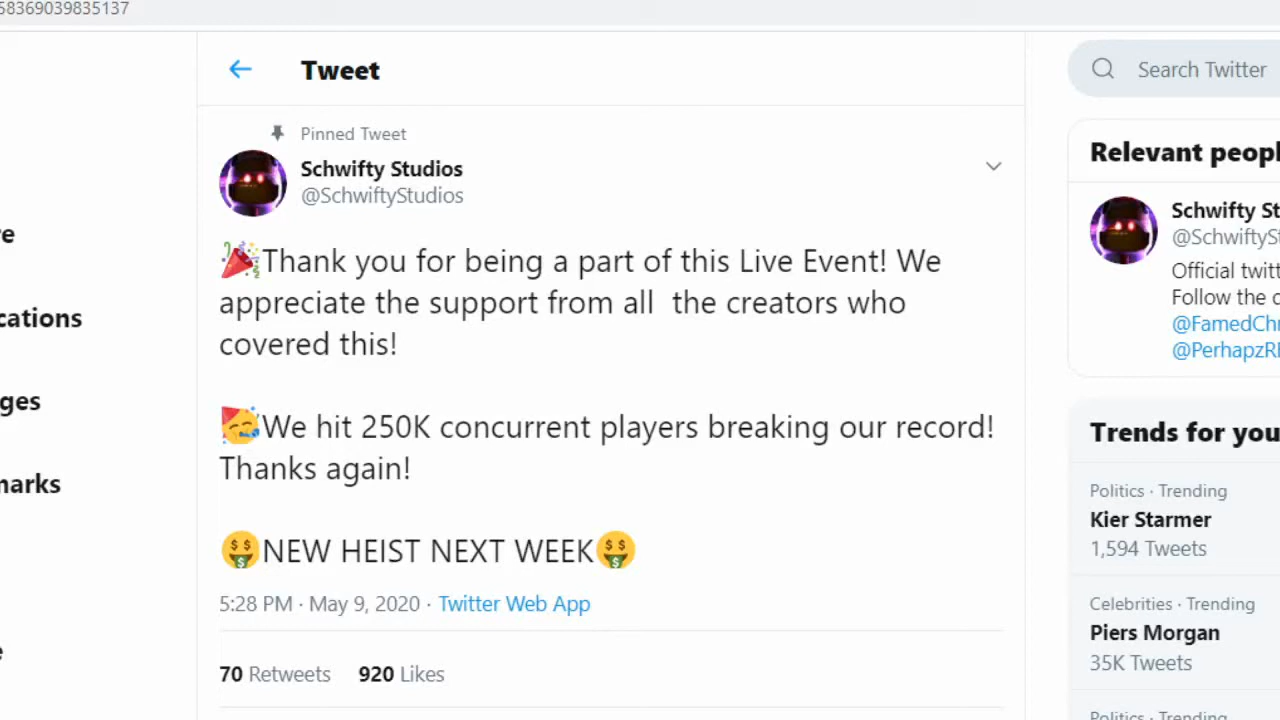 58369039835137
Tweet
Search Twitter
Pinned Tweet
Schwifty Studios
@SchwiftyStudios
🎉Thank you for being a part of this Live Event! We
appreciate the support from all  the creators who
covered this!
🥳We hit 250K concurrent players breaking our record!
Thanks again!
🤑NEW HEIST NEXT WEEK🤑
5:28 PM · May 9, 2020 · Twitter Web App
70 Retweets 920 Likes
re
cations
ges
marks
e
Relevant peopl
Schwifty St
@SchwiftySt
Official twitt
Follow the c
@FamedChr
@PerhapzRl
Trends for you
Politics · Trending
Kier Starmer
1,594 Tweets
Celebrities · Trending
Piers Morgan
35K Tweets
Politics · Trending